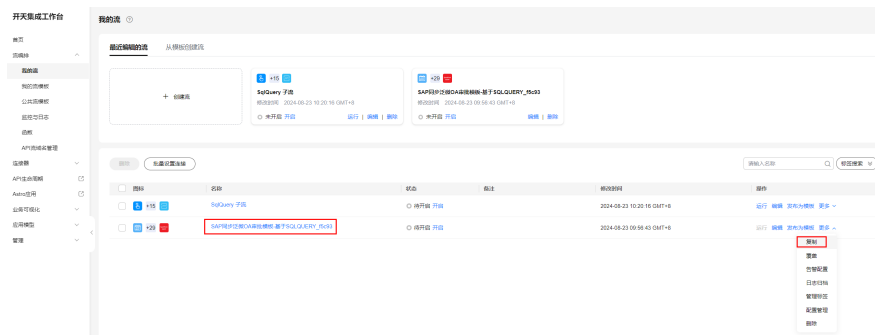 开天集成工作台
我的流
首页
流编排
我的流
我的流模板
公共流模板
监控与日志
函数
API流域名管理
连接器
API生命周期
Astro应用
业务可视化
应用模型
管理
最近编辑的流 从模板创建流
+ 创建流
+15
SqlQuery 子流
修改时间 2024-08-23 10:20:16 GMT+8
未开启 开启 运行 | 编辑 | 删除
+29
SAP同步泛微OA审批模板-基于SQLQUERY_f5c93
修改时间 2024-08-23 09:56:43 GMT+8
未开启 开启 编辑 | 删除
删除 批量设置连接 请输入名称 标签搜索
图标 名称 状态 备注 修改时间 操作
+15 SqlQuery 子流 待开启 开启 2024-08-23 10:20:16 GMT+8 运行 编辑 发布为模板 更多
+29 SAP同步泛微OA审批模板-基于SQLQUERY_f5c93 待开启 开启 2024-08-23 09:56:43 GMT+8 运行 编辑 发布为模板 更多
复制
覆盖
告警配置
日志归档
管理标签
配置管理
删除